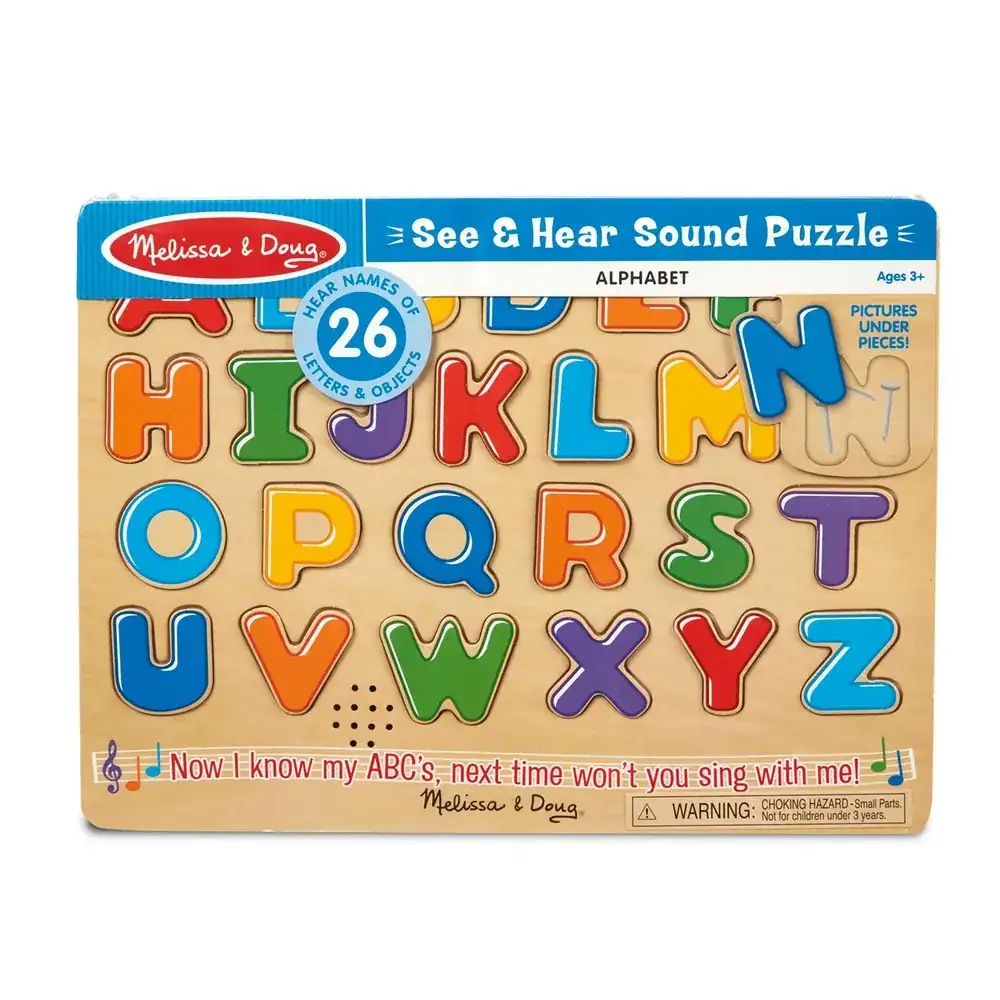 Melissa & Doug®
See & Hear Sound Puzzle
ALPHABET
Ages 3+
HEAR NAMES OF
26
LETTERS & OBJECTS
PICTURES
UNDER
PIECES!
A B C D E F
H I J K L M N
O P Q R S T
U V W X Y Z
Now I know my ABC's, next time won't you sing with me!
Melissa & Doug®
WARNING: CHOKING HAZARD - Small Parts.
Not for children under 3 years.